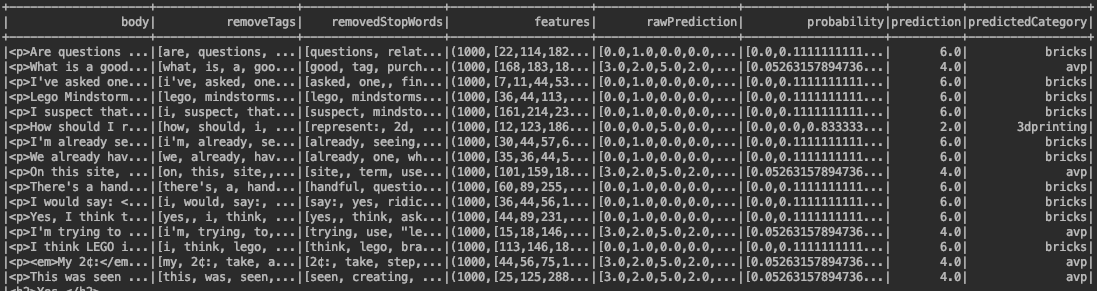 +--------------------+--------------------+--------------------+--------------------+--------------------+--------------------+----------+-----------------+
|                body|          removeTags|    removedStopWords|            features|       rawPrediction|         probability|prediction|predictedCategory|
+--------------------+--------------------+--------------------+--------------------+--------------------+--------------------+----------+-----------------+
|<p>Are questions ...|[are, questions, ...|[questions, relat...|(1000,[22,114,182...|[0.0,1.0,0.0,0.0,...|[0.0,0.1111111111...|       6.0|           bricks|
|<p>What is a good...|[what, is, a, goo...|[good, tag, purch...|(1000,[168,183,18...|[3.0,2.0,5.0,2.0,...|[0.05263157894736...|       4.0|              avp|
|<p>I've asked one...|[i've, asked, one...|[asked, one,, fin...|(1000,[7,11,44,53...|[0.0,1.0,0.0,0.0,...|[0.0,0.1111111111...|       6.0|           bricks|
|<p>Lego Mindstorm...|[lego, mindstorms...|[lego, mindstorms...|(1000,[36,44,113,...|[0.0,1.0,0.0,0.0,...|[0.0,0.1111111111...|       6.0|           bricks|
|<p>I suspect that...|[i, suspect, that...|[suspect, mindsto...|(1000,[161,214,23...|[0.0,1.0,0.0,0.0,...|[0.0,0.1111111111...|       6.0|           bricks|
|<p>How should I r...|[how, should, i, ...|[represent:, 2d, ...|(1000,[12,123,186...|[0.0,0.0,0.0,5.0,0.0,...|[0.0,0.0,0.833333...|       2.0|       3dprinting|
|<p>I'm already se...|[i'm, already, se...|[already, seeing,...|(1000,[30,44,57,6...|[0.0,1.0,0.0,0.0,...|[0.0,0.1111111111...|       6.0|           bricks|
|<p>We already hav...|[we, already, hav...|[already, one, wh...|(1000,[35,36,44,5...|[0.0,1.0,0.0,0.0,...|[0.0,0.1111111111...|       6.0|           bricks|
|<p>On this site, ...|[on, this, site,,...|[site,, term, use...|(1000,[101,159,18...|[3.0,2.0,5.0,2.0,...|[0.05263157894736...|       4.0|              avp|
|<p>There's a hand...|[there's, a, hand...|[handful, questio...|(1000,[60,89,255,...|[0.0,1.0,0.0,0.0,...|[0.0,0.1111111111...|       6.0|           bricks|
|<p>I would say: <...|[i, would, say:, ...|[say:, yes, ridic...|(1000,[36,44,56,1...|[0.0,1.0,0.0,0.0,...|[0.0,0.1111111111...|       6.0|           bricks|
|<p>Yes, I think t...|[yes,, i, think, ...|[yes,, think, ask...|(1000,[44,89,231,...|[0.0,1.0,0.0,0.0,...|[0.0,0.1111111111...|       6.0|           bricks|
|<p>I'm trying to ...|[i'm, trying, to,...|[trying, use, "le...|(1000,[15,18,146,...|[3.0,2.0,5.0,2.0,...|[0.05263157894736...|       4.0|              avp|
|<p>I think LEGO i...|[i, think, lego, ...|[think, lego, bra...|(1000,[113,146,18...|[0.0,1.0,0.0,0.0,...|[0.0,0.1111111111...|       6.0|           bricks|
|<p><em>My 2¢:</em...|[my, 2¢:, take, a...|[2¢:, take, step,...|(1000,[44,56,75,1...|[3.0,2.0,5.0,2.0,...|[0.05263157894736...|       4.0|              avp|
|<p>This was seen ...|[this, was, seen,...|[seen, creating, ...|(1000,[25,125,288...|[3.0,2.0,5.0,2.0,...|[0.05263157894736...|       4.0|              avp|